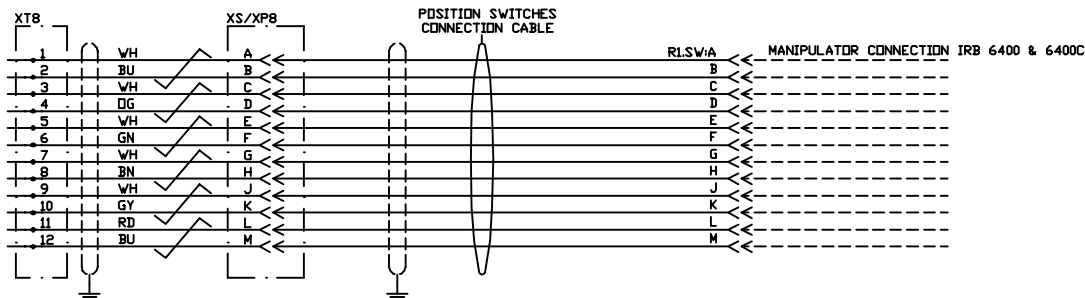 POSITION SWITCHES
CONNECTION CABLE
XT8 XS/XP8
1 WH A R1.SW:A MANIPULATOR CONNECTION IRB 6400 & 6400C
2 BU B B
3 WH C C
4 OG D D
5 WH E E
6 GN F F
7 WH G G
8 BN H H
9 WH J J
10 GY K K
11 RD L L
12 BU M M